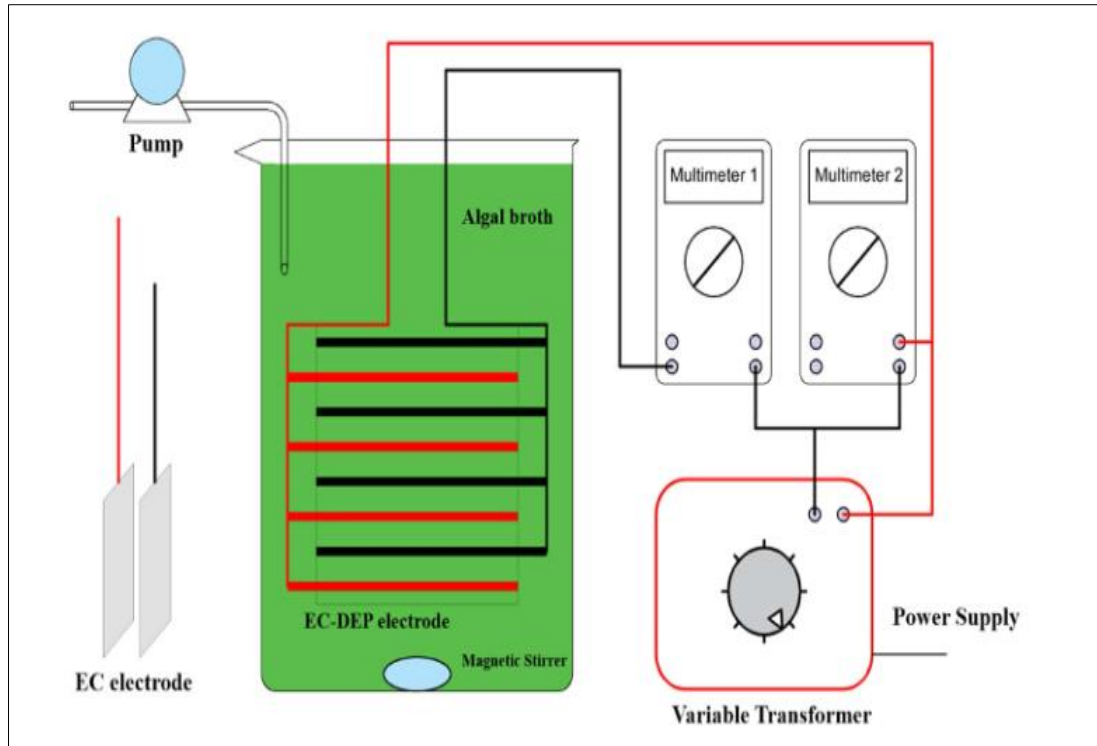 Pump
Algal broth
Multimeter 1
Multimeter 2
EC-DEP electrode
Magnetic Stirrer
EC electrode
Power Supply
Variable Transformer